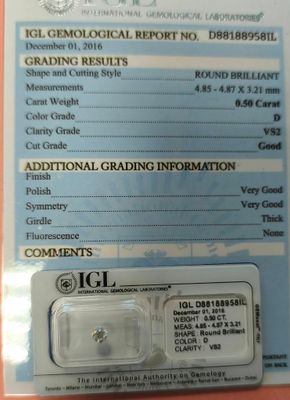 IGL
INTERNATIONAL GEMOLOGICAL LABORATORIES
IGL GEMOLOGICAL REPORT NO. D88188958IL
December 01, 2016
GRADING RESULTS
Shape and Cutting Style ROUND BRILLIANT
Measurements 4.85 - 4.87 X 3.21 mm
Carat Weight 0.50 Carat
Color Grade D
Clarity Grade VS2
Cut Grade Good
ADDITIONAL GRADING INFORMATION
Finish
Polish Very Good
Symmetry Very Good
Girdle Thick
Fluorescence None
COMMENTS
IGL
INTERNATIONAL GEMOLOGICAL LABORATORIES
IGL D88188958IL
December 01, 2016
WEIGHT: 0.50 CT.
MEAS: 4.85 - 4.87 X 3.21
SHAPE: Round Brilliant
COLOR : D
CLARITY : VS2
The International Authority on Gemology